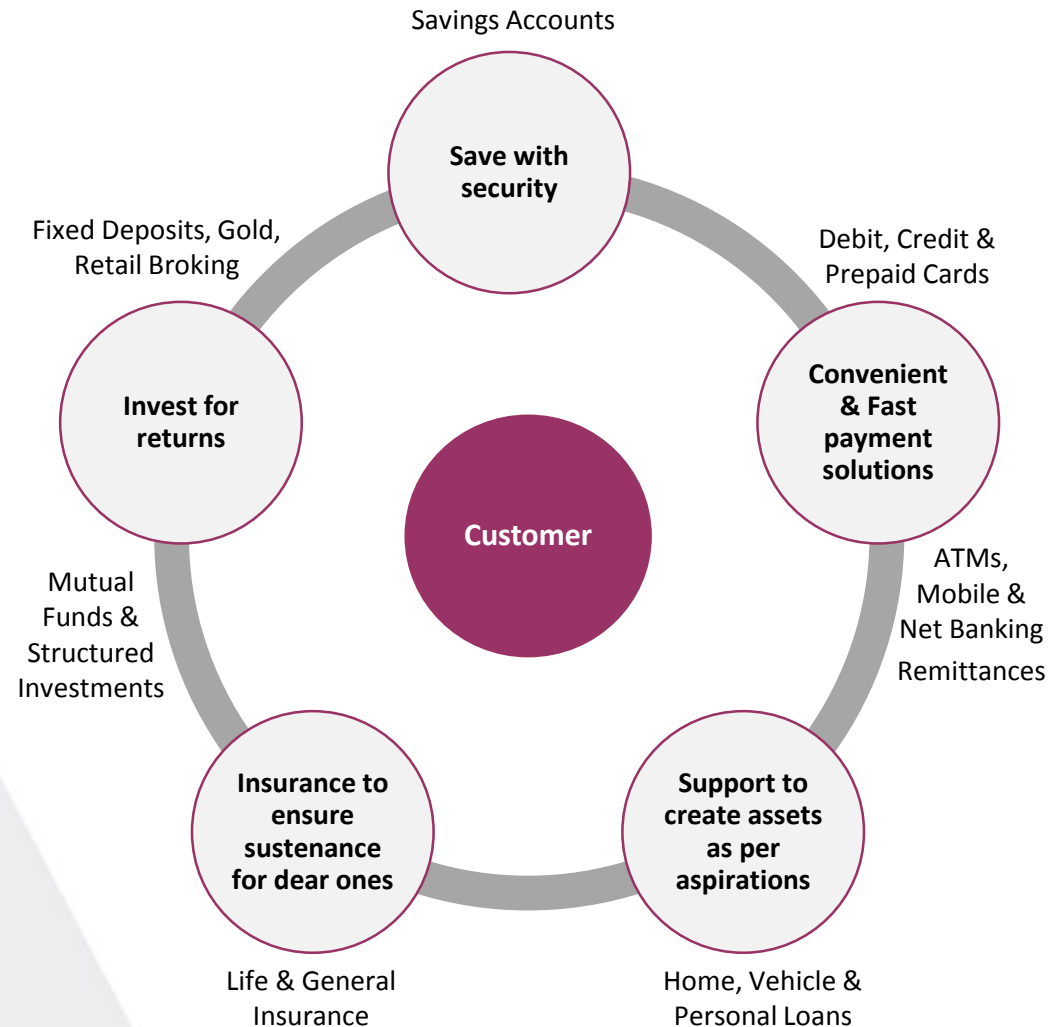 Savings Accounts
Save with
security
Fixed Deposits, Gold,
Retail Broking
Debit, Credit &
Prepaid Cards
Invest for
returns
Convenient
& Fast
payment
solutions
Customer
Mutual
Funds &
Structured
Investments
ATMs,
Mobile &
Net Banking
Remittances
Insurance to
ensure
sustenance
for dear ones
Support to
create assets
as per
aspirations
Life & General
Insurance
Home, Vehicle &
Personal Loans